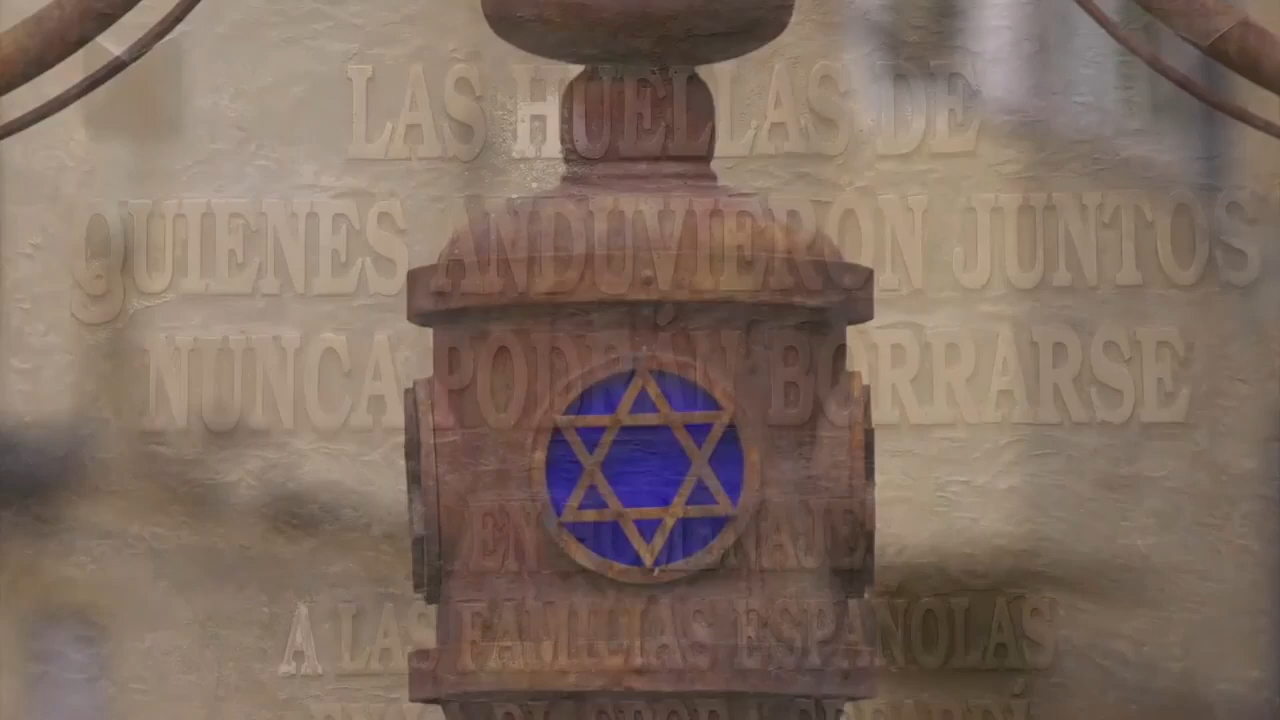 LAS HUELLAS DE
QUIENES ANDUVIERON JUNTOS
NUNCA PODRÁN BORRARSE
EN HOMENAJE
A LAS FAMILIAS ESPAÑOLAS